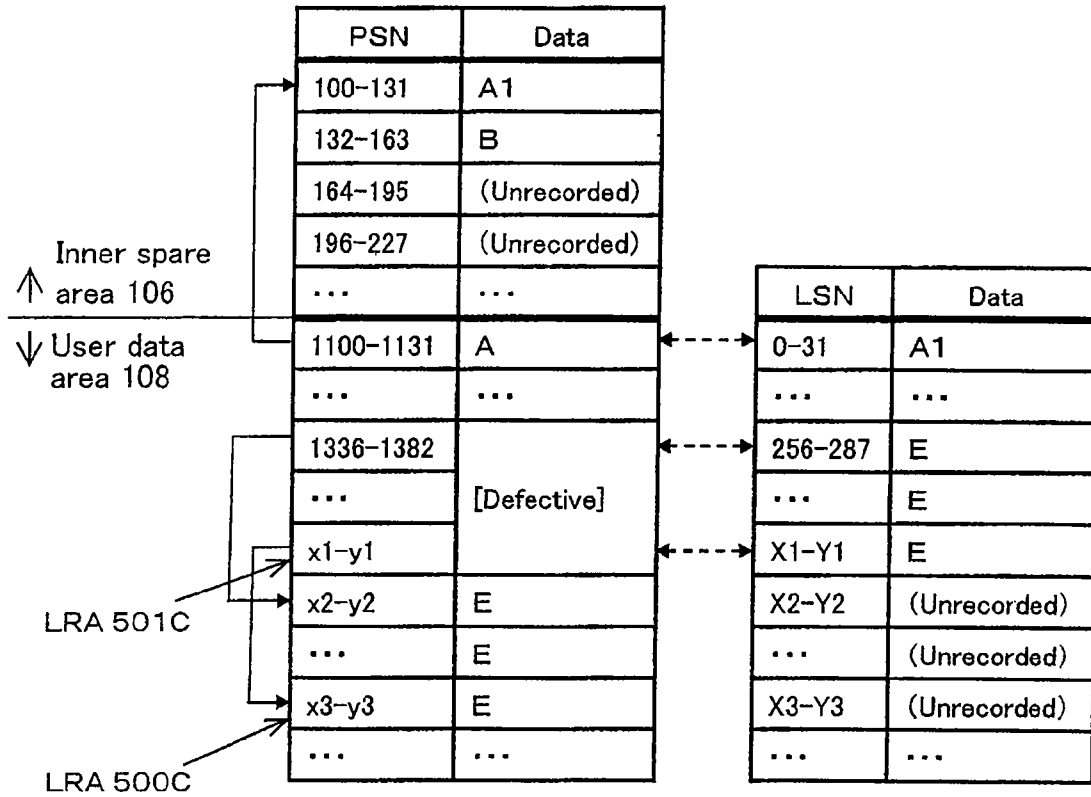 PSN Data
100-131 A1
132-163 B
164-195 (Unrecorded)
196-227 (Unrecorded)
... ...
Inner spare
area 106
User data
area 108
1100-1131 A
... ...
1336-1382
...
[Defective]
x1-y1
x2-y2 E
... E
x3-y3 E
... ...
LRA 501C
LRA 500C
LSN Data
0-31 A1
... ...
256-287 E
... E
X1-Y1 E
X2-Y2 (Unrecorded)
... (Unrecorded)
X3-Y3 (Unrecorded)
... ...